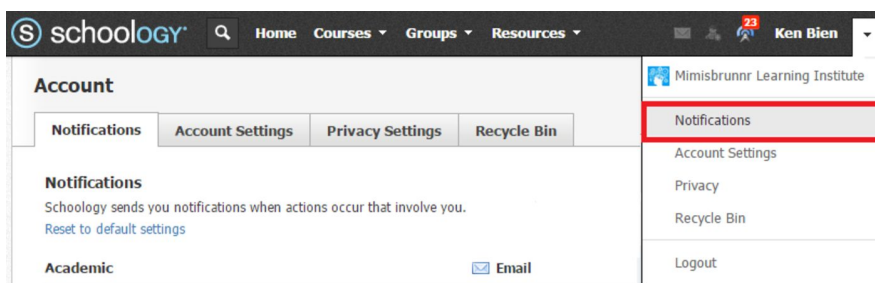 S schoology Home Courses Groups Resources 23 Ken Bien
Account
Notifications Account Settings Privacy Settings Recycle Bin
Notifications
Schoology sends you notifications when actions occur that involve you.
Reset to default settings
Academic Email
Mimisbrunnr Learning Institute
Notifications
Account Settings
Privacy
Recycle Bin
Logout